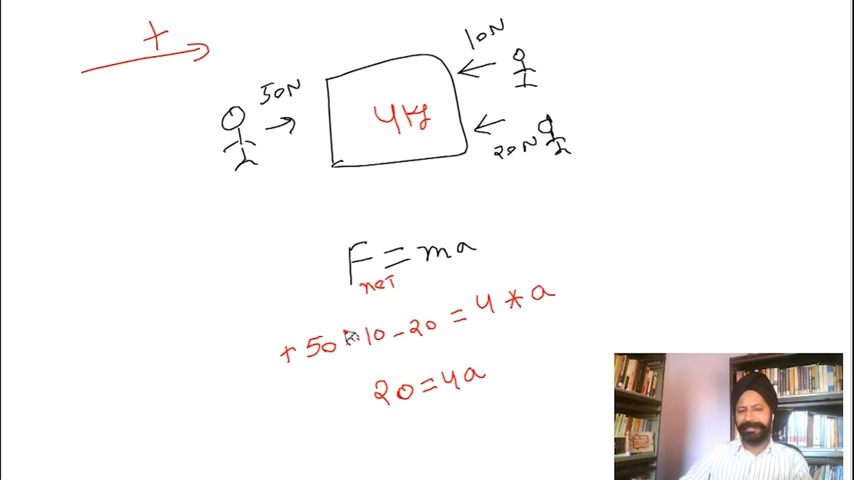 +
10N
50N
4Kg
20N
F = ma
net
+ 50 - 10 - 20 = 4 * a
20 = 4a